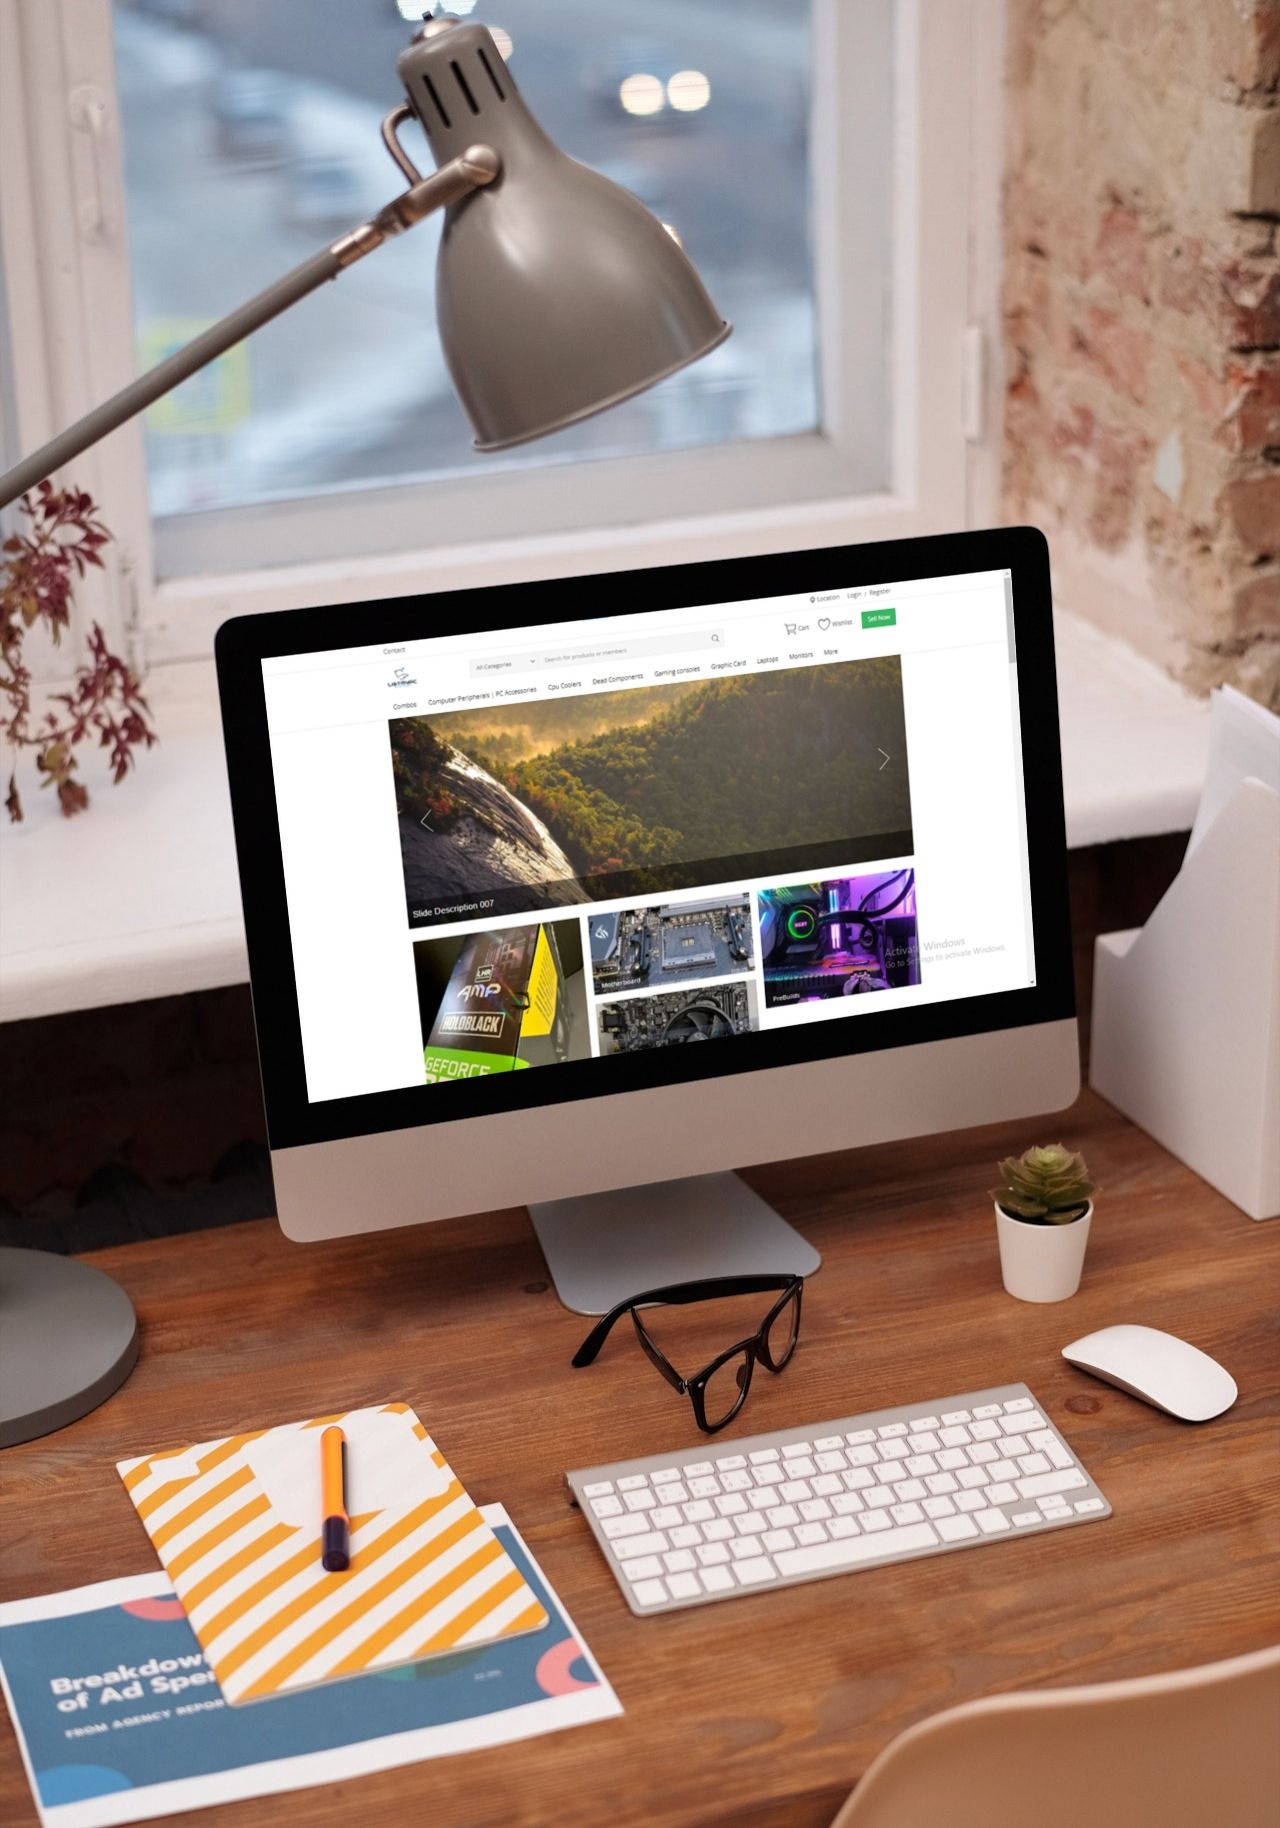 Contact
Location Login / Register
All Categories Search for products or members
Cart Wishlist Sell Now
Combos Computer Peripherals | PC Accessories Cpu Coolers Dead Components Gaming consoles Graphic Card Laptops Monitors More
Slide Description 007
LHR
AMP
HOLOBLACK
GEFORCE
Motherboard
PreBuilds
Activate Windows
Go to Settings to activate Windows.
Breakdow
of Ad Spe
FROM AGENCY REPOR